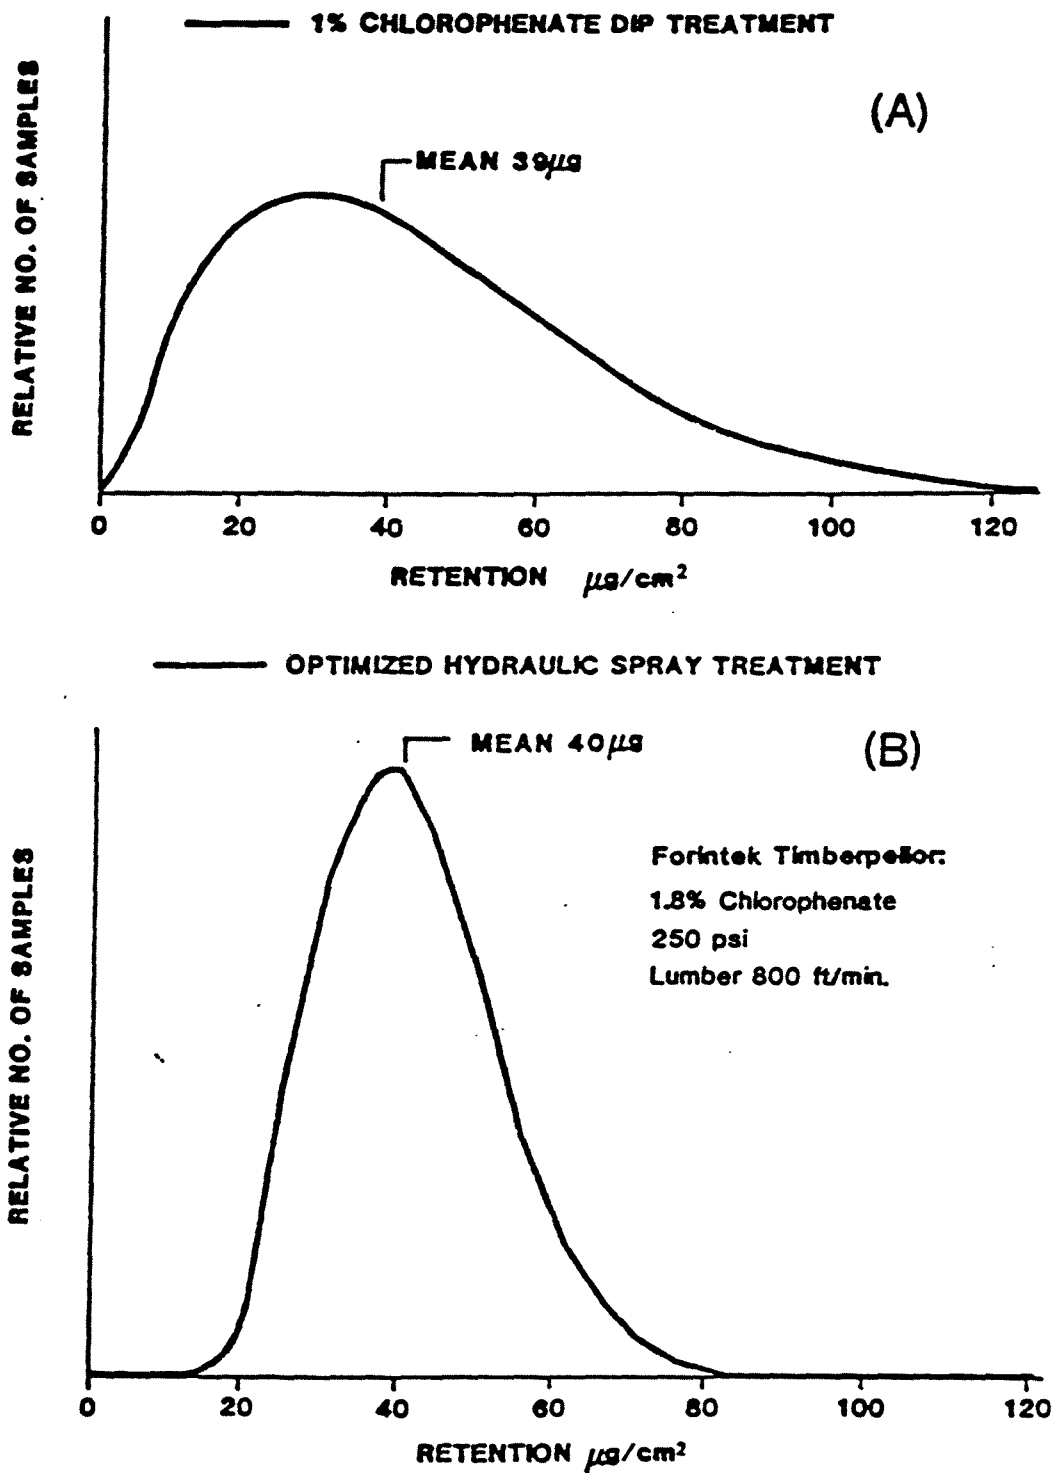 1% CHLOROPHENATE DIP TREATMENT
(A)
MEAN 39µg
RELATIVE NO. OF SAMPLES
0 20 40 60 80 100 120
RETENTION µg/cm²
OPTIMIZED HYDRAULIC SPRAY TREATMENT
MEAN 40µg
(B)
Forintek Timberpellor:
1.8% Chlorophenate
250 psi
Lumber 800 ft/min.
RELATIVE NO. OF SAMPLES
0 20 40 60 80 100 120
RETENTION µg/cm²